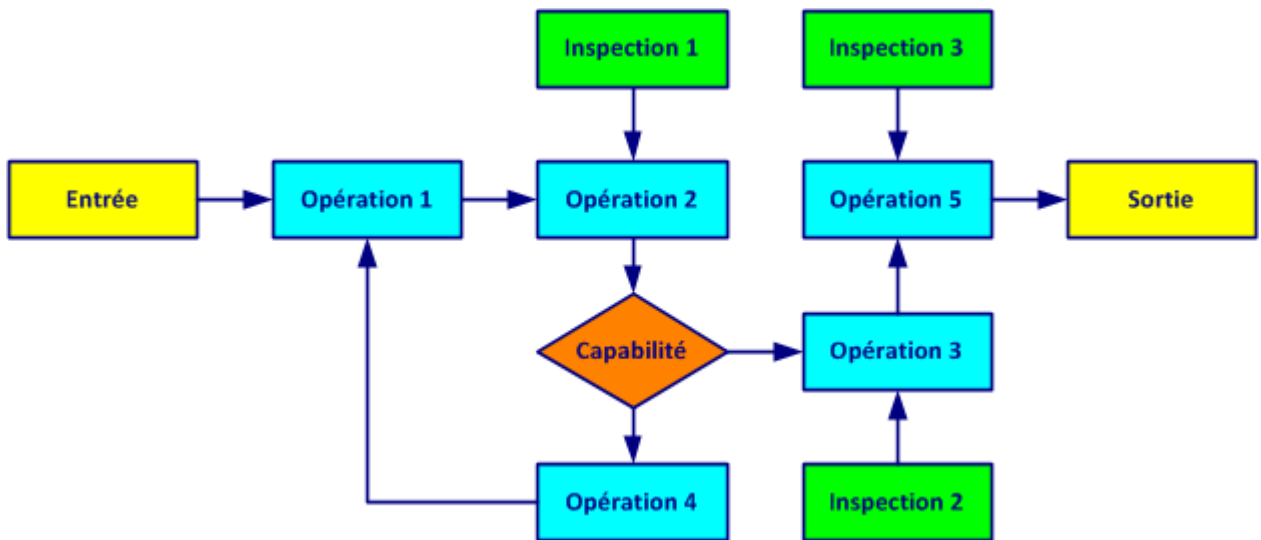 Inspection 1
Inspection 3
Entrée
Opération 1
Opération 2
Opération 5
Sortie
Capabilité
Opération 3
Opération 4
Inspection 2